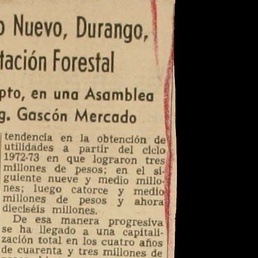 o Nuevo, Durango,
tación Forestal
pto, en una Asamblea
g. Gascón Mercado
tendencia en la obtención de
utilidades a partir del ciclo
1972-73 en que lograron tres
millones de pesos; en el si-
guiente nueve y medio millo-
nes; luego catorce y medio
millones de pesos y ahora
dieciséis millones.
De esa manera progresiva
se ha llegado a una capitali-
zación total en los cuatro años
de cuarenta y tres millones de